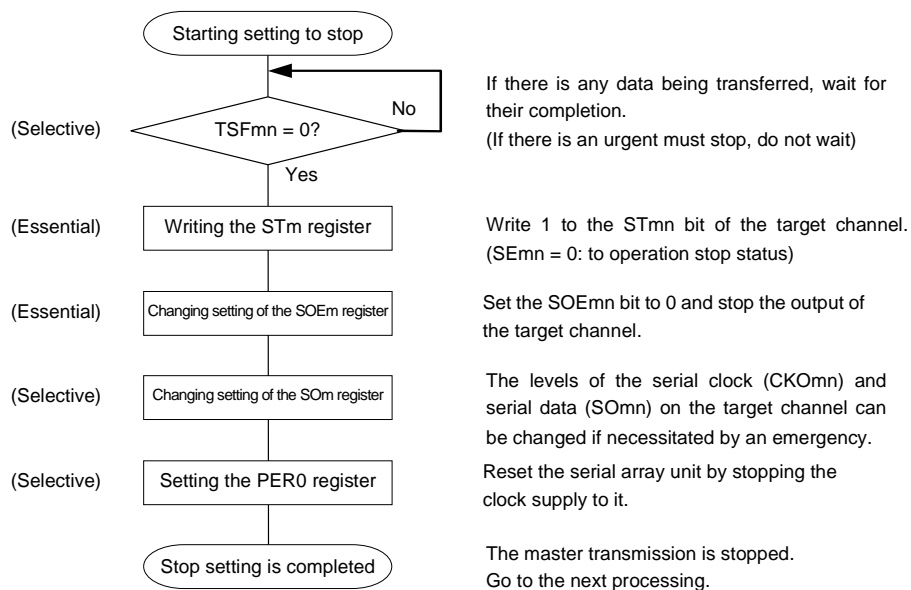 Starting setting to stop
No
If there is any data being transferred, wait for
their completion.
(If there is an urgent must stop, do not wait)
(Selective)
TSFmn = 0?
Yes
(Essential)
Writing the STm register
Write 1 to the STmn bit of the target channel.
(SEmn = 0: to operation stop status)
(Essential)
Changing setting of the SOEm register
Set the SOEmn bit to 0 and stop the output of
the target channel.
(Selective)
Changing setting of the SOm register
The levels of the serial clock (CKOmn) and
serial data (SOmn) on the target channel can
be changed if necessitated by an emergency.
(Selective)
Setting the PER0 register
Reset the serial array unit by stopping the
clock supply to it.
Stop setting is completed
The master transmission is stopped.
Go to the next processing.